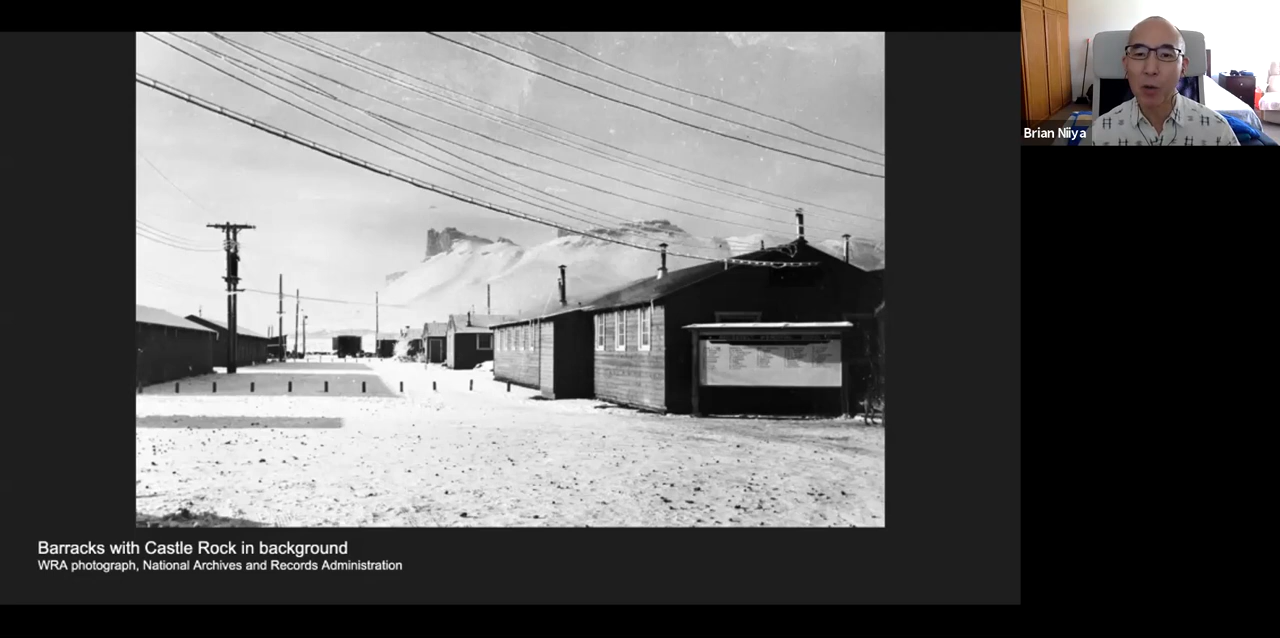 Brian Niiya
Barracks with Castle Rock in background
WRA photograph, National Archives and Records Administration